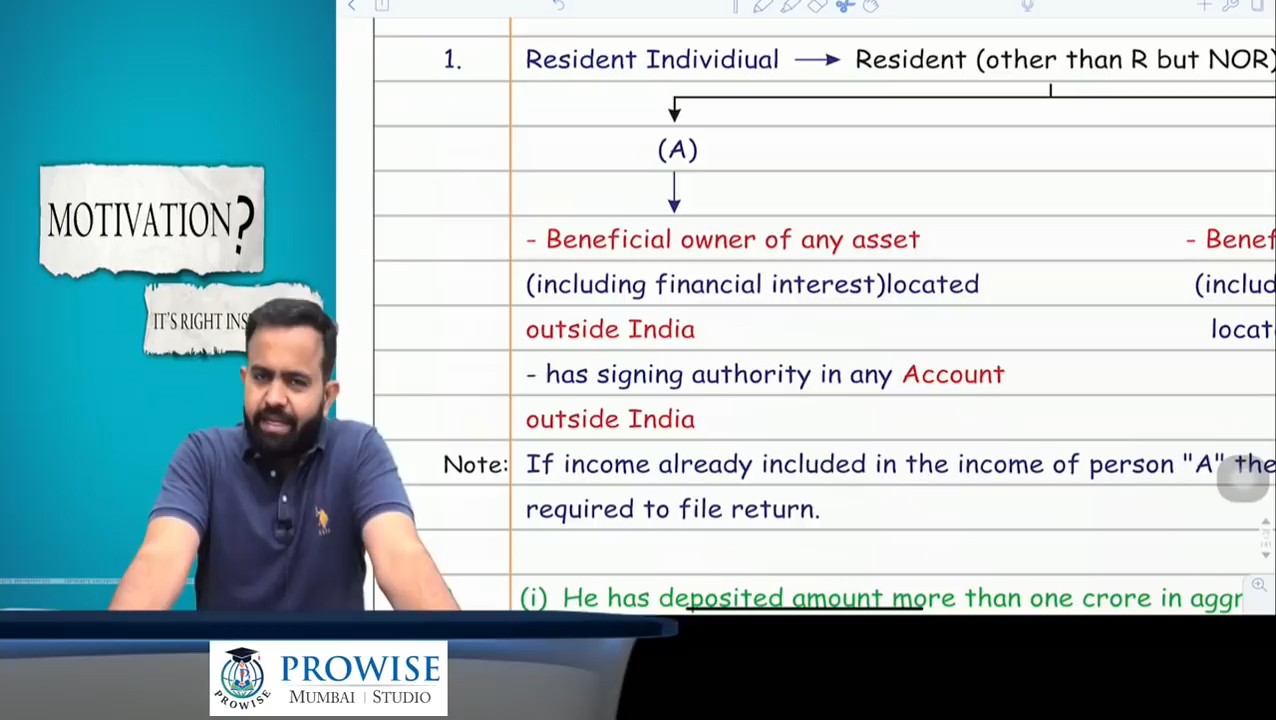 1. Resident Individiual → Resident (other than R but NOR)
(A)
- Beneficial owner of any asset
(including financial interest)located
outside India
- has signing authority in any Account
outside India
- Benef
(includ
locat
Note: If income already included in the income of person "A" the
required to file return.
(i) He has deposited amount more than one crore in aggr
MOTIVATION?
IT'S RIGHT INS
PROWISE
MUMBAI | STUDIO
PROWISE